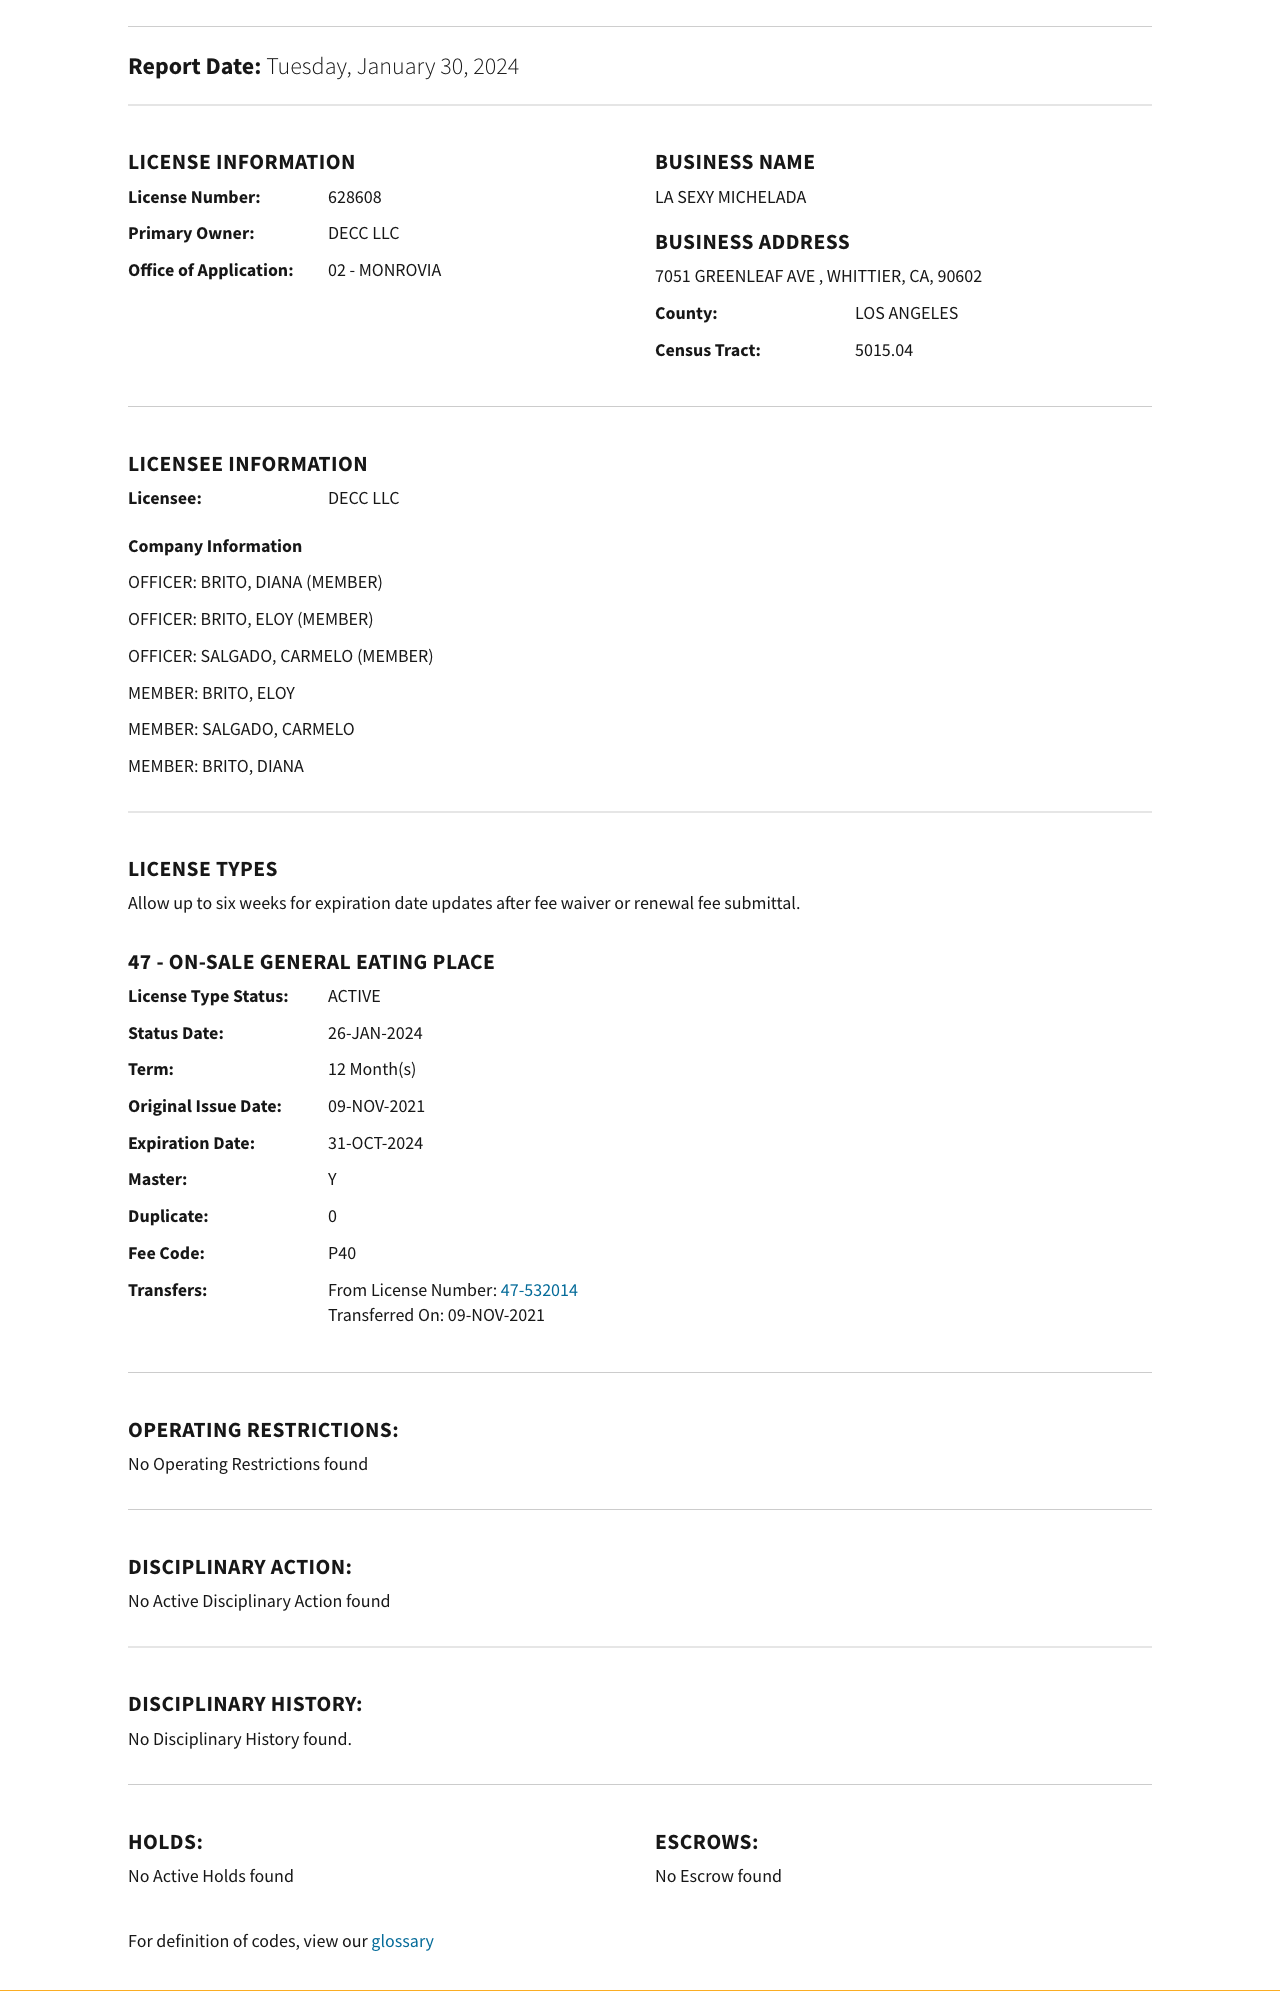 Report Date: Tuesday, January 30, 2024
LICENSE INFORMATION
License Number: 628608
Primary Owner: DECC LLC
Office of Application: 02 - MONROVIA
BUSINESS NAME
LA SEXY MICHELADA
BUSINESS ADDRESS
7051 GREENLEAF AVE , WHITTIER, CA, 90602
County: LOS ANGELES
Census Tract: 5015.04
LICENSEE INFORMATION
Licensee: DECC LLC
Company Information
OFFICER: BRITO, DIANA (MEMBER)
OFFICER: BRITO, ELOY (MEMBER)
OFFICER: SALGADO, CARMELO (MEMBER)
MEMBER: BRITO, ELOY
MEMBER: SALGADO, CARMELO
MEMBER: BRITO, DIANA
LICENSE TYPES
Allow up to six weeks for expiration date updates after fee waiver or renewal fee submittal.
47 - ON-SALE GENERAL EATING PLACE
License Type Status: ACTIVE
Status Date: 26-JAN-2024
Term: 12 Month(s)
Original Issue Date: 09-NOV-2021
Expiration Date: 31-OCT-2024
Master: Y
Duplicate: 0
Fee Code: P40
Transfers: From License Number: 47-532014
Transferred On: 09-NOV-2021
OPERATING RESTRICTIONS:
No Operating Restrictions found
DISCIPLINARY ACTION:
No Active Disciplinary Action found
DISCIPLINARY HISTORY:
No Disciplinary History found.
HOLDS:
No Active Holds found
ESCROWS:
No Escrow found
For definition of codes, view our glossary